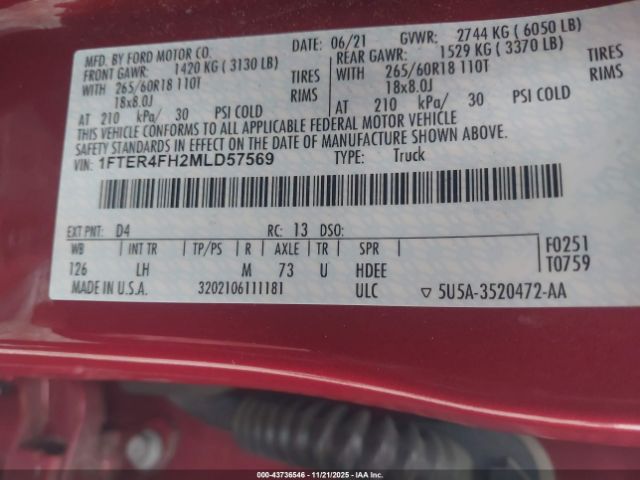 MFD. BY FORD MOTOR CO.
DATE: 06/21 GVWR: 2744 KG ( 6050 LB)
FRONT GAWR: 1420 KG ( 3130 LB) REAR GAWR: 1529 KG ( 3370 LB)
WITH 265/60R18 110T TIRES WITH 265/60R18 110T TIRES
18x8.0J RIMS 18x8.0J RIMS
AT 210 kPa/ 30 PSI COLD AT 210 kPa/ 30 PSI COLD
THIS VEHICLE CONFORMS TO ALL APPLICABLE FEDERAL MOTOR VEHICLE
SAFETY STANDARDS IN EFFECT ON THE DATE OF MANUFACTURE SHOWN ABOVE.
VIN: 1FTER4FH2MLD57569 TYPE: Truck
EXT PNT: D4 RC: 13 DSO:
WB INT TR TP/PS R AXLE TR SPR F0251
126 LH M 73 U HDEE T0759
MADE IN U.S.A. 3202106111181 ULC ▽ 5U5A-3520472-AA
000-43736546 - 11/21/2025 - IAA, Inc.